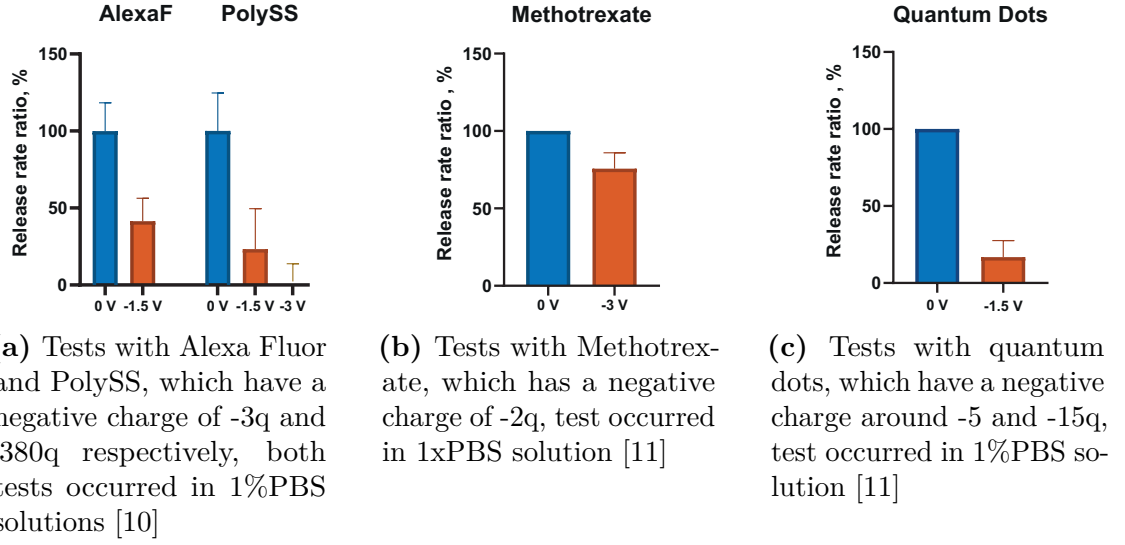 AlexaF PolySS
150
100
50
0
Release rate ratio, %
0 V -1.5 V 0 V -1.5 V -3 V
a) Tests with Alexa Fluor
and PolySS, which have a
negative charge of -3q and
380q respectively, both
tests occurred in 1%PBS
solutions [10]
Methotrexate
150
100
50
0
Release rate ratio , %
0 V -3 V
(b) Tests with Methotrex-
ate, which has a negative
charge of -2q, test occurred
in 1xPBS solution [11]
Quantum Dots
150
100
50
0
Release rate ratio , %
0 V -1.5 V
(c) Tests with quantum
dots, which have a negative
charge around -5 and -15q,
test occurred in 1%PBS so-
lution [11]